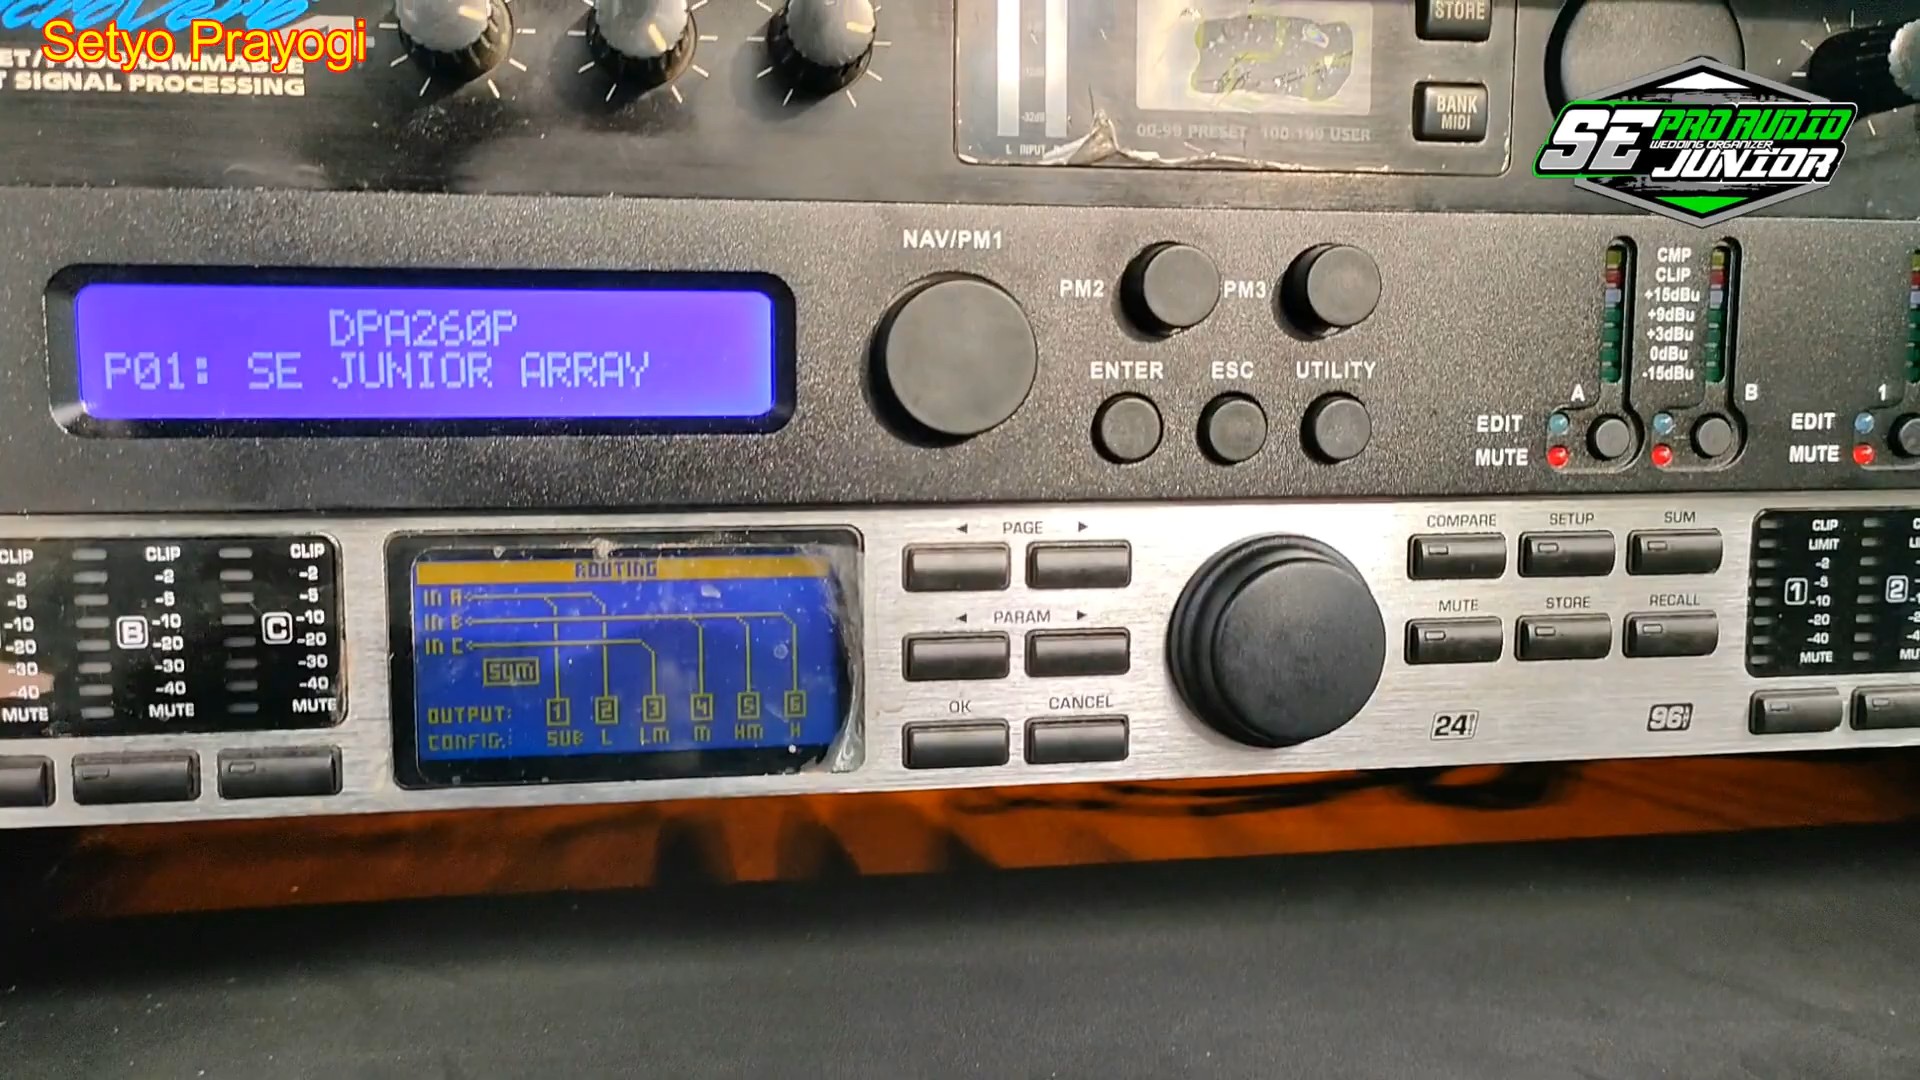 Setyo Prayogi
PROGRAMMABLE
SIGNAL PROCESSING
-32dB
L INPUT
00-99 PRESET 100-199 USER
STORE
BANK
MIDI
SE PRO AUDIO
WEDDING ORGANIZER
JUNIOR
DPA260P
P01: SE JUNIOR ARRAY
NAV/PM1
PM2
PM3
ENTER
ESC
UTILITY
CMP
CLIP
+15dBu
+9dBu
+3dBu
0dBu
-15dBu
A
B
1
EDIT
MUTE
EDIT
MUTE
CLIP
-2
-5
-10
-20
-30
-40
MUTE
B
CLIP
-2
-5
-10
-20
-30
-40
MUTE
C
CLIP
-2
-5
-10
-20
-30
-40
MUTE
ROUTING
IN A
IN B
IN C
SUM
OUTPUT: 1 2 3 4 5 6
CONFIG.: SUB L LM M HM H
PAGE
PARAM
OK
CANCEL
COMPARE
SETUP
SUM
MUTE
STORE
RECALL
24
96
1
CLIP
LIMIT
-2
-5
-10
-20
-40
MUTE
2